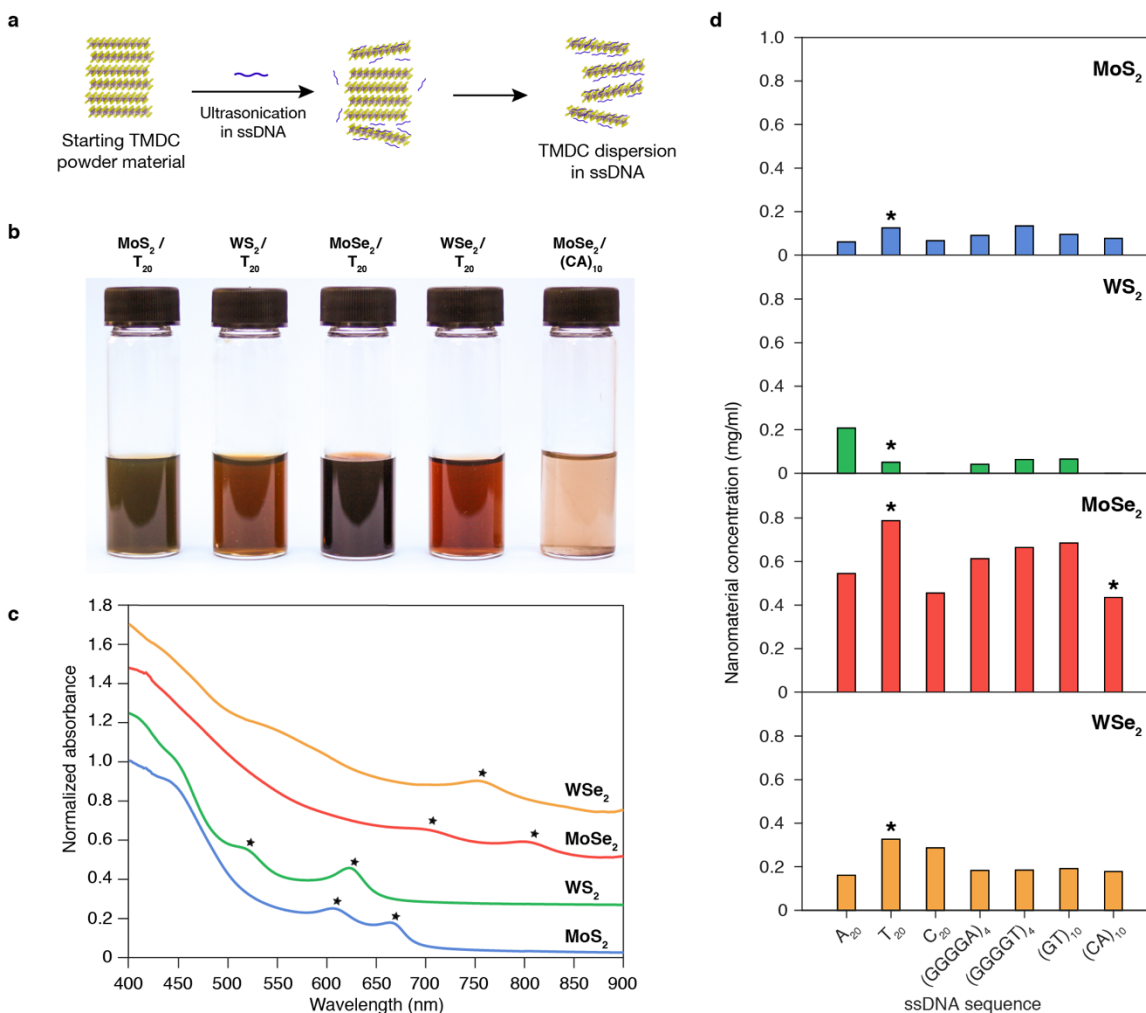 a
Starting TMDC
powder material
Ultrasonication
in ssDNA
TMDC dispersion
in ssDNA
b
MoS₂ /
T₂₀
WS₂ /
T₂₀
MoSe₂ /
T₂₀
WSe₂ /
T₂₀
MoSe₂ /
(CA)₁₀
c
Normalized absorbance
1.8
1.6
1.4
1.2
1.0
0.8
0.6
0.4
0.2
0
WSe₂
MoSe₂
WS₂
MoS₂
400 450 500 550 600 650 700 750 800 850 900
Wavelength (nm)
d
Nanomaterial concentration (mg/ml)
1.0
0.8
0.6
0.4
0.2
0
MoS₂
*
0.8
0.6
0.4
0.2
0
WS₂
*
0.8
0.6
0.4
0.2
0
MoSe₂
*
*
0.8
0.6
0.4
0.2
0
WSe₂
*
A₂₀
T₂₀
C₂₀
(GGGGA)₄
(GGGGT)₄
(GT)₁₀
(CA)₁₀
ssDNA sequence